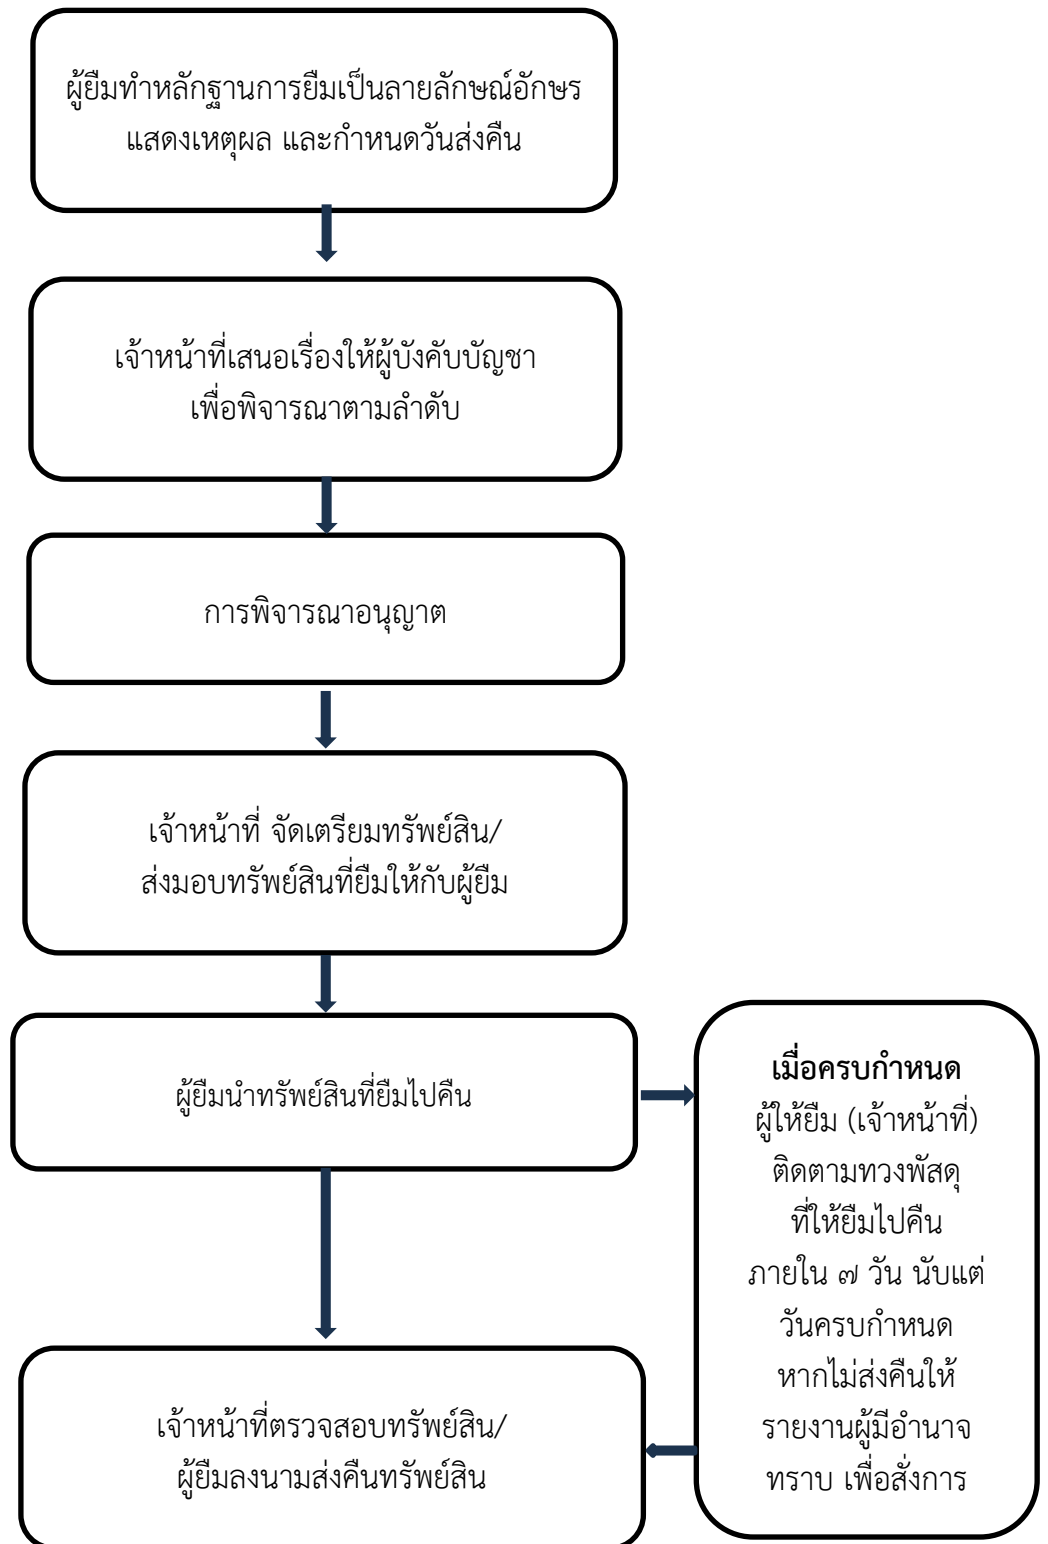 ผู้ยืมทำหลักฐานการยืมเป็นลายลักษณ์อักษร
แสดงเหตุผล และกำหนดวันส่งคืน
เจ้าหน้าที่เสนอเรื่องให้ผู้บังคับบัญชา
เพื่อพิจารณาตามลำดับ
การพิจารณาอนุญาต
เจ้าหน้าที่ จัดเตรียมทรัพย์สิน/
ส่งมอบทรัพย์สินที่ยืมให้กับผู้ยืม
ผู้ยืมนำทรัพย์สินที่ยืมไปคืน
เมื่อครบกำหนด
ผู้ให้ยืม (เจ้าหน้าที่)
ติดตามทวงพัสดุ
ที่ให้ยืมไปคืน
ภายใน ๗ วัน นับแต่
วันครบกำหนด
หากไม่ส่งคืนให้
รายงานผู้มีอำนาจ
ทราบ เพื่อสั่งการ
เจ้าหน้าที่ตรวจสอบทรัพย์สิน/
ผู้ยืมลงนามส่งคืนทรัพย์สิน